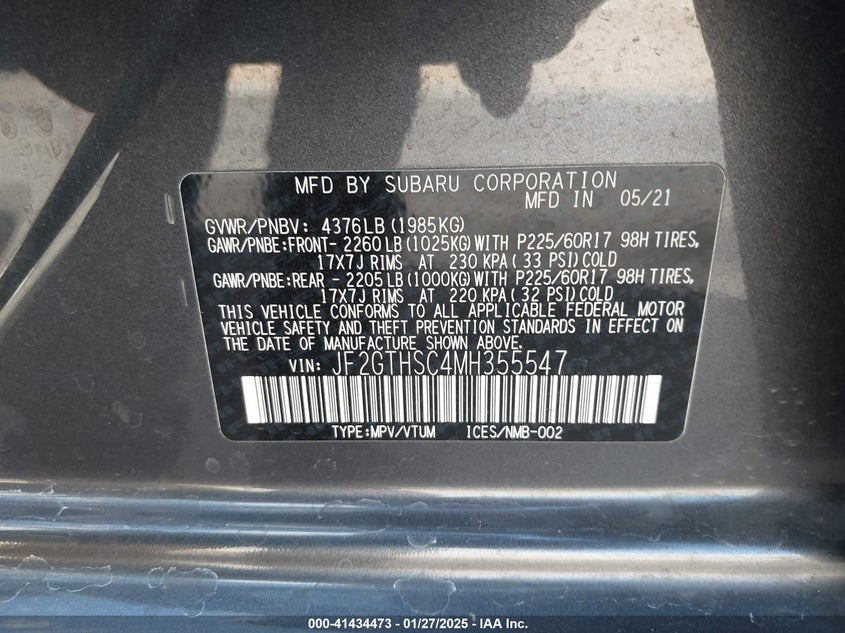 MFD BY SUBARU CORPORATION
MFD IN 05/21
GVWR/PNBV: 4376LB(1985KG)
GAWR/PNBE:FRONT- 2260LB(1025KG)WITH P225/60R17 98H TIRES,
17X7J RIMS AT 230 KPA(33 PSI)COLD
GAWR/PNBE:REAR - 2205LB(1000KG)WITH P225/60R17 98H TIRES,
17X7J RIMS AT 220 KPA(32 PSI)COLD
THIS VEHICLE CONFORMS TO ALL APPLICABLE FEDERAL MOTOR
VEHICLE SAFETY AND THEFT PREVENTION STANDARDS IN EFFECT ON
THE DATE OF MANUFACTURE SHOWN ABOVE.
VIN: JF2GTHSC4MH355547
TYPE:MPV/VTUM ICES/NMB-002
000-41434473 - 01/27/2025 - IAA Inc.